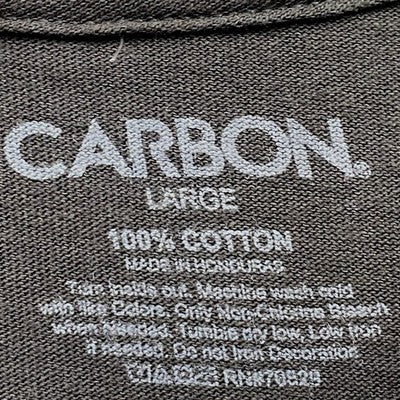 CARBON®
LARGE
100% COTTON
MADE IN HONDURAS
Turn inside out. Machine wash cold
with like Colors. Only Non-Chlorine Bleach
when Needed. Tumble dry low, Low Iron
if needed. Do not Iron Decoration
RN#